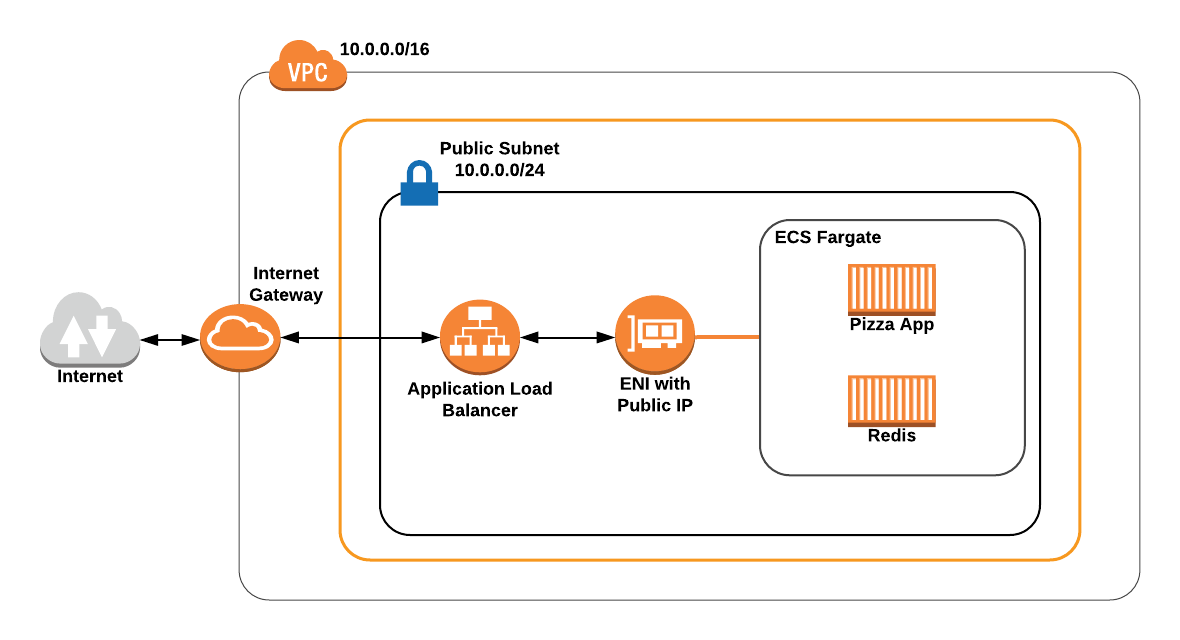 10.0.0.0/16
VPC
Public Subnet
10.0.0.0/24
ECS Fargate
Internet
Gateway
Pizza App
Internet
Application Load
Balancer
ENI with
Public IP
Redis